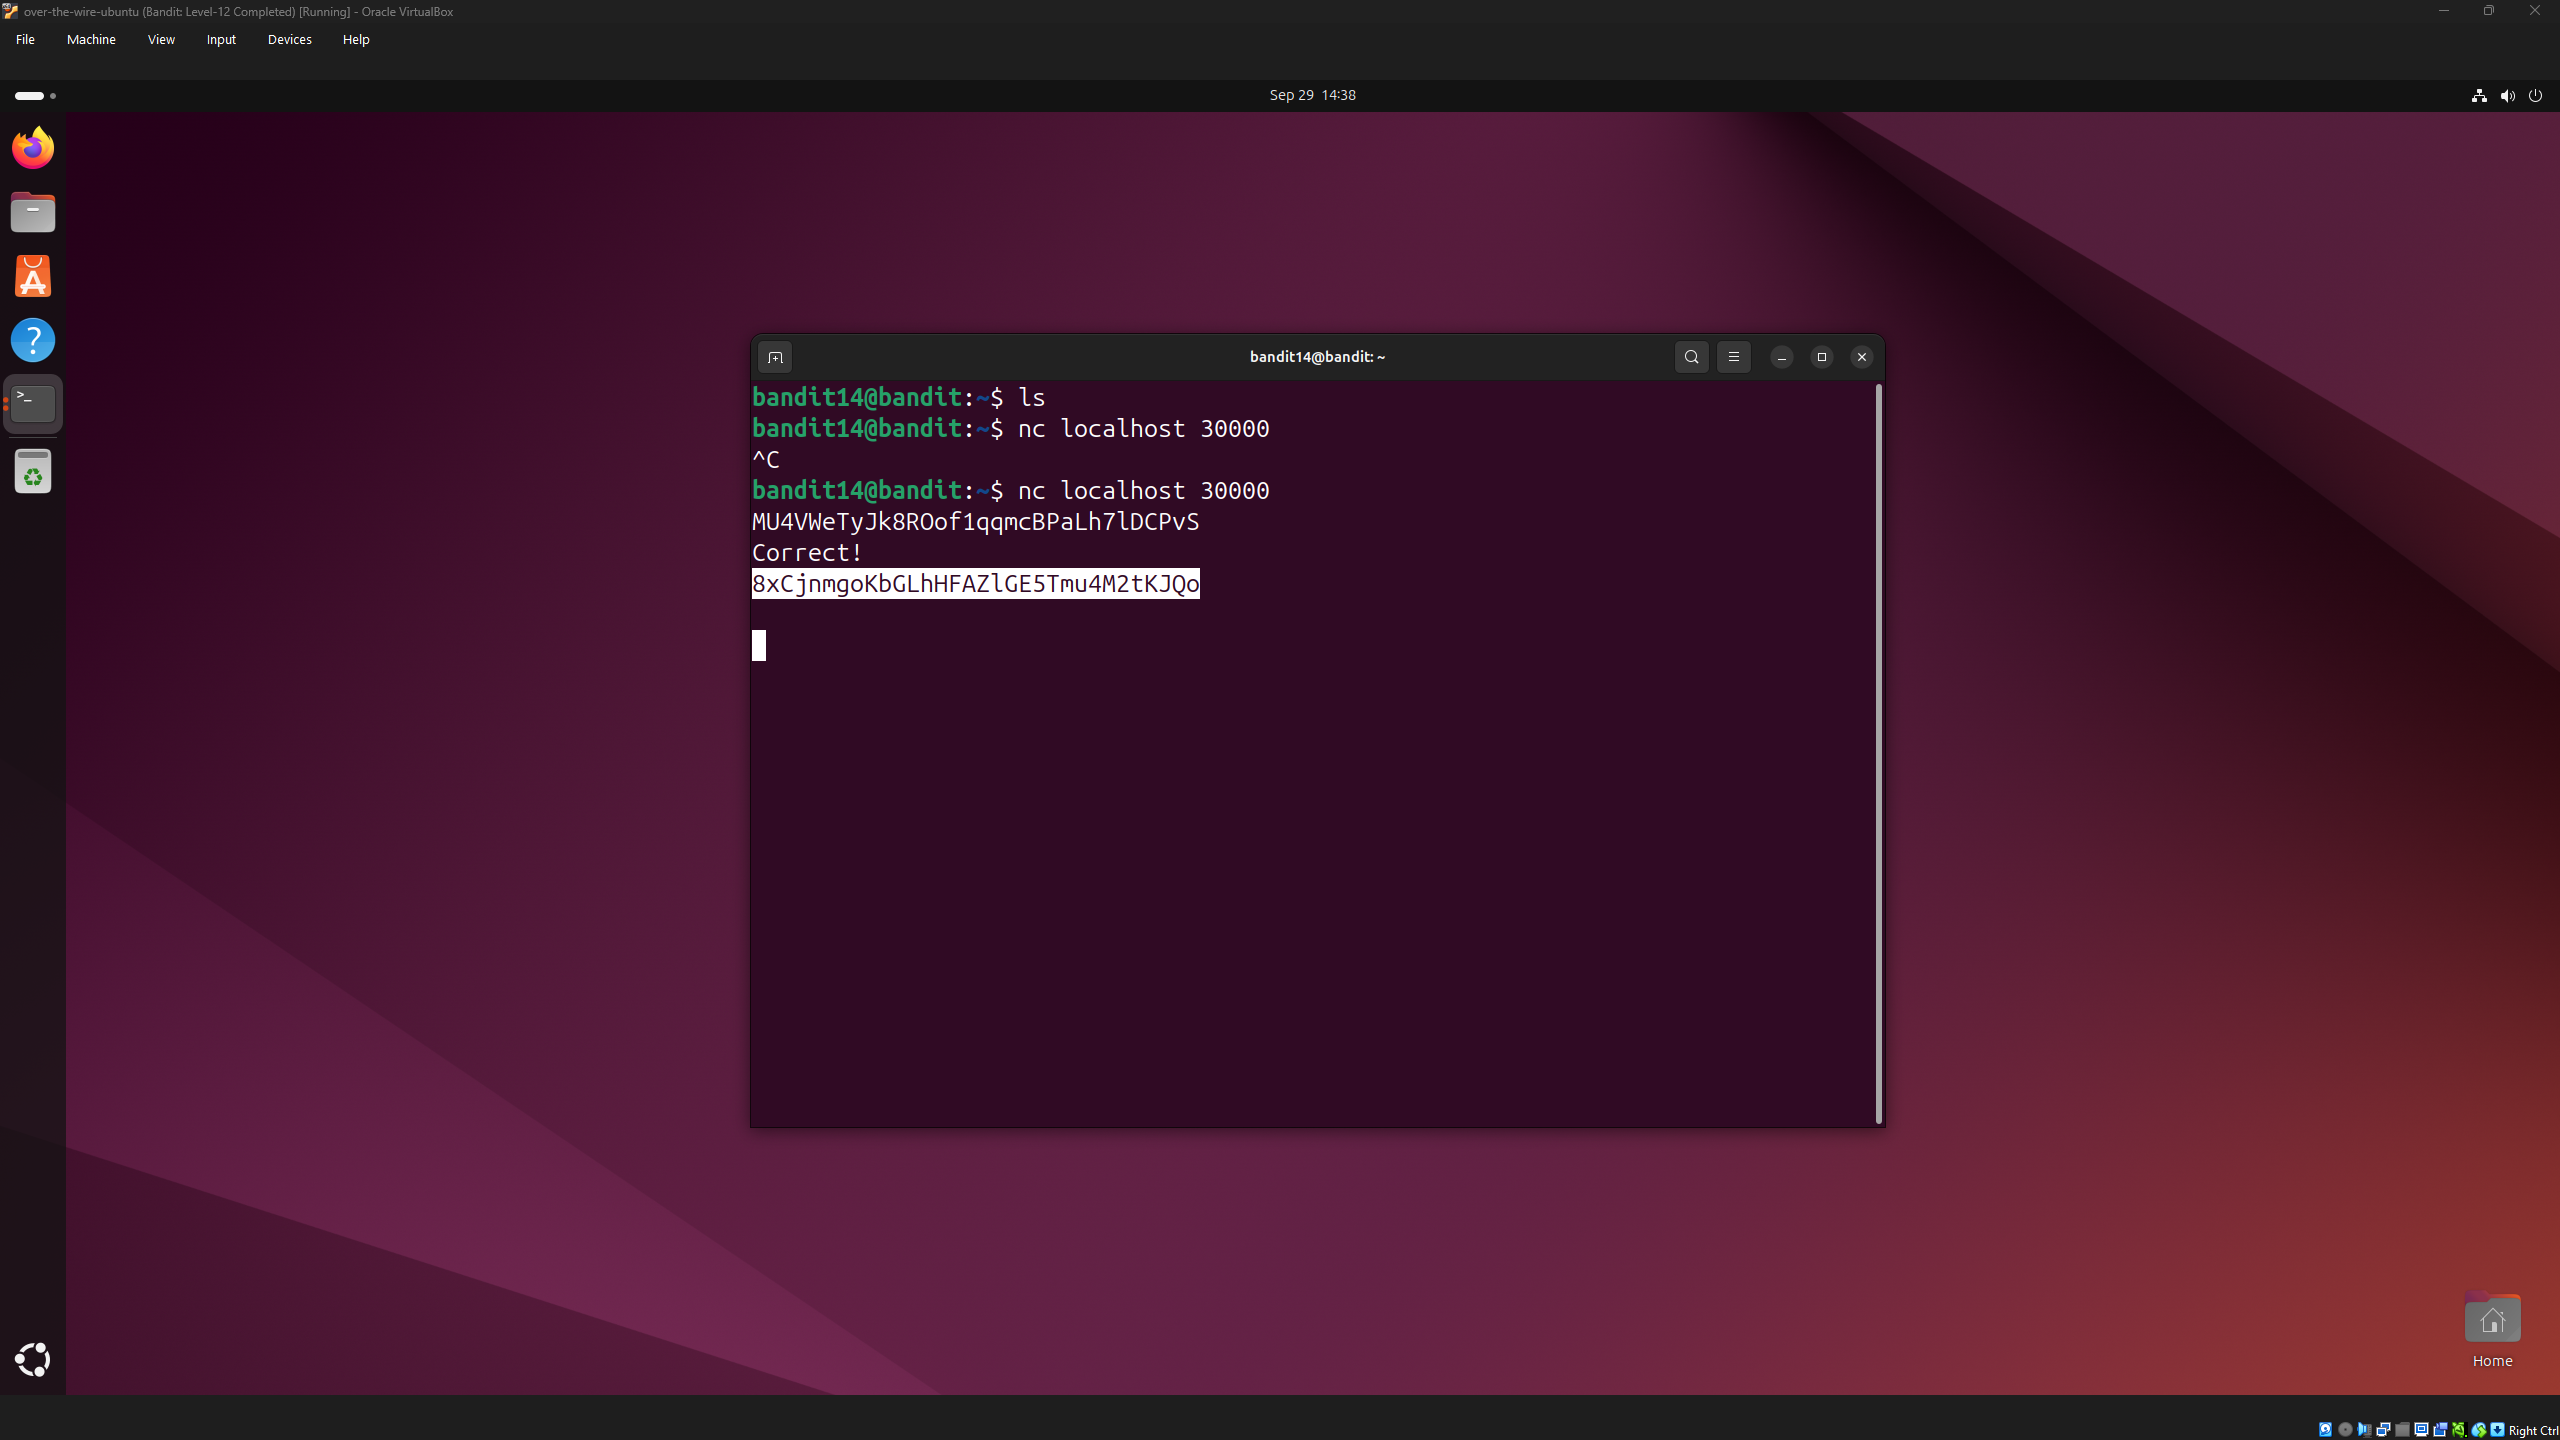 over-the-wire-ubuntu (Bandit: Level-12 Completed) [Running] - Oracle VirtualBox
File Machine View Input Devices Help
Sep 29 14:38
bandit14@bandit: ~
bandit14@bandit:~$ ls
bandit14@bandit:~$ nc localhost 30000
^C
bandit14@bandit:~$ nc localhost 30000
MU4VWeTyJk8ROof1qqmcBPaLh7lDCPvS
Correct!
8xCjnmgoKbGLhHFAZlGE5Tmu4M2tKJQo
Home
Right Ctrl